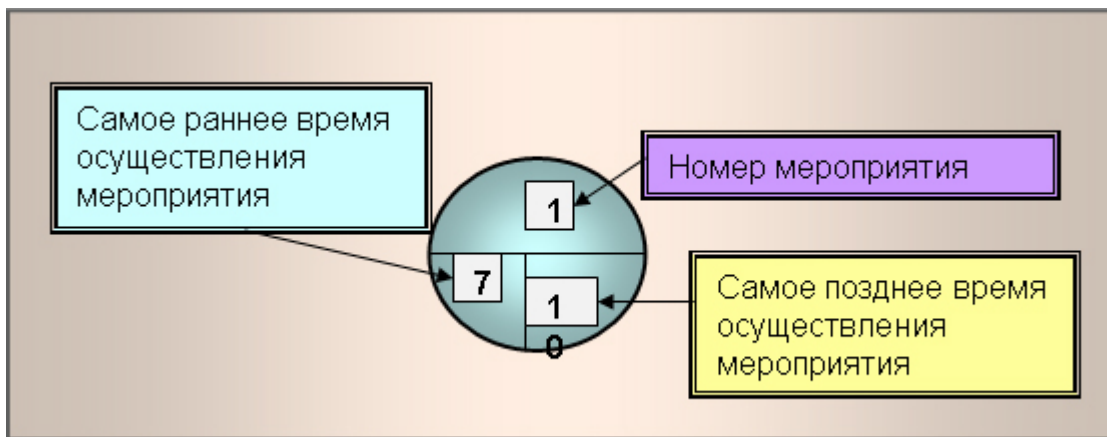 Самое раннее время
осуществления
мероприятия
Номер мероприятия
1
7
1
0
Самое позднее время
осуществления
мероприятия